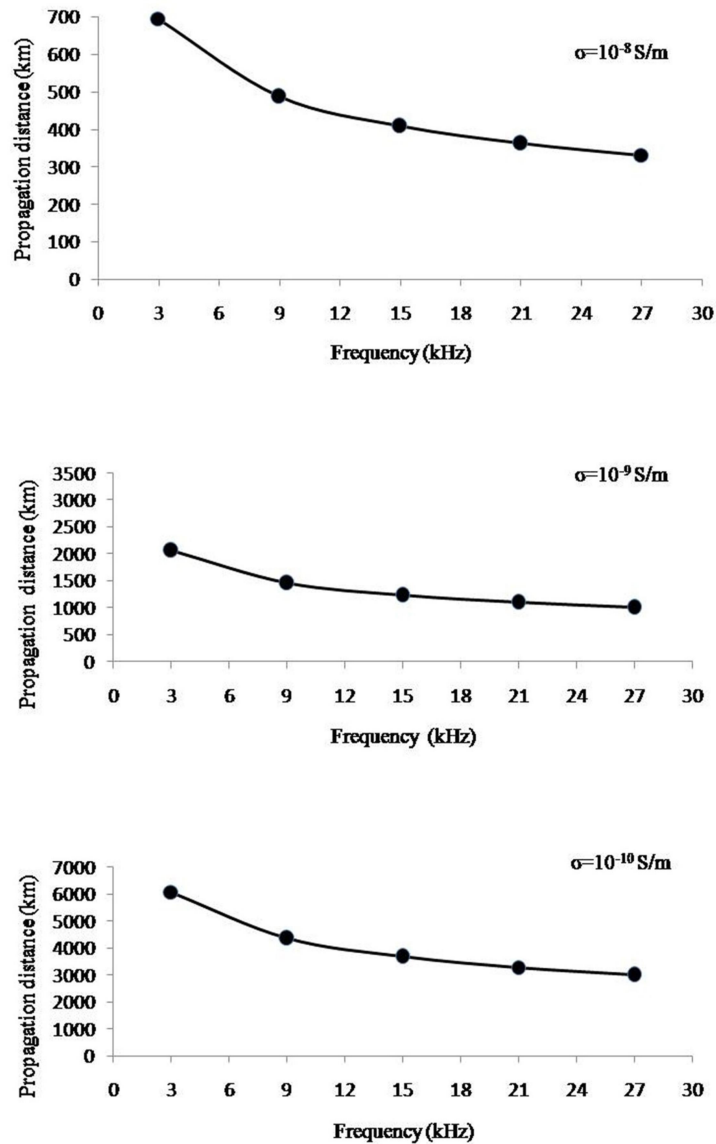 σ=10⁻⁸ S/m
Propagation distance (km)
700
600
500
400
300
200
100
0
0 3 6 9 12 15 18 21 24 27 30
Frequency (kHz)
σ=10⁻⁹ S/m
Propagation distance (km)
3500
3000
2500
2000
1500
1000
500
0
0 3 6 9 12 15 18 21 24 27 30
Frequency (kHz)
σ=10⁻¹⁰ S/m
Propagation distance (km)
7000
6000
5000
4000
3000
2000
1000
0
0 3 6 9 12 15 18 21 24 27 30
Frequency (kHz)